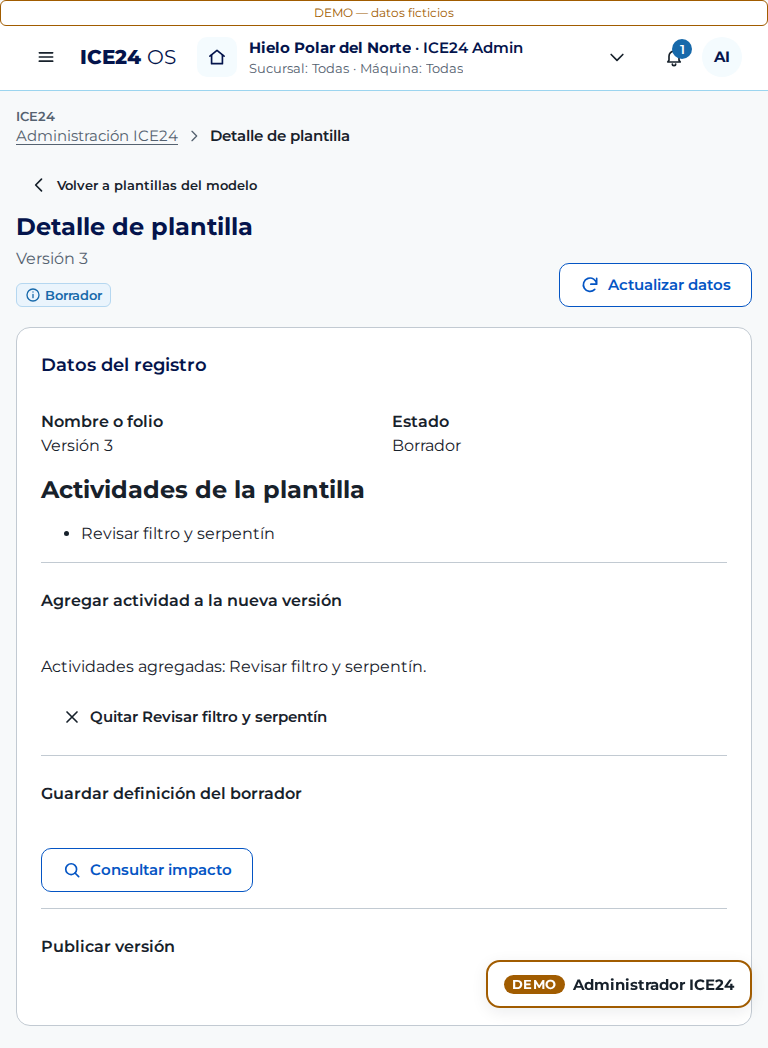 DEMO — datos ficticios
ICE24 OS
Hielo Polar del Norte · ICE24 Admin
Sucursal: Todas · Máquina: Todas
1
AI
ICE24
Administración ICE24 > Detalle de plantilla
Volver a plantillas del modelo
Detalle de plantilla
Versión 3
Borrador
Actualizar datos
Datos del registro
Nombre o folio
Versión 3
Estado
Borrador
Actividades de la plantilla
• Revisar filtro y serpentín
Agregar actividad a la nueva versión
Actividades agregadas: Revisar filtro y serpentín.
Quitar Revisar filtro y serpentín
Guardar definición del borrador
Consultar impacto
Publicar versión
DEMO Administrador ICE24